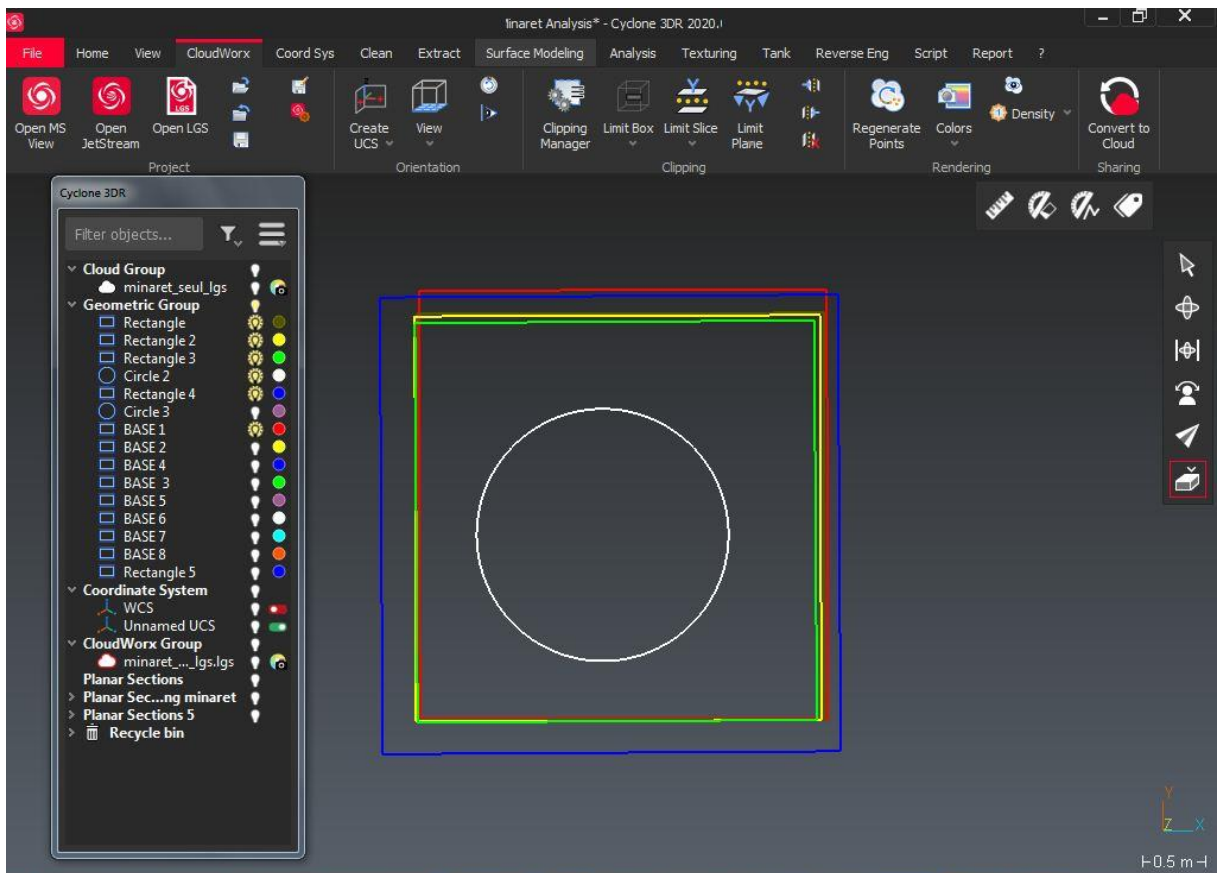 linaret Analysis* - Cyclone 3DR 2020.
File Home View CloudWorx Coord Sys Clean Extract Surface Modeling Analysis Texturing Tank Reverse Eng Script Report ?
Open MS View
Open JetStream
LGS
Open LGS
Create UCS
View
Clipping Manager
Limit Box
Limit Slice
Limit Plane
Regenerate Points
Colors
Density
Convert to Cloud
Project Orientation Clipping Rendering Sharing
Cyclone 3DR
Filter objects...
Cloud Group
minaret_seul_lgs
Geometric Group
Rectangle
Rectangle 2
Rectangle 3
Circle 2
Rectangle 4
Circle 3
BASE 1
BASE 2
BASE 4
BASE 3
BASE 5
BASE 6
BASE 7
BASE 8
Rectangle 5
Coordinate System
WCS
Unnamed UCS
CloudWorx Group
minaret_..._lgs.lgs
Planar Sections
Planar Sec...ng minaret
Planar Sections 5
Recycle bin
Y
Z X
0.5 m